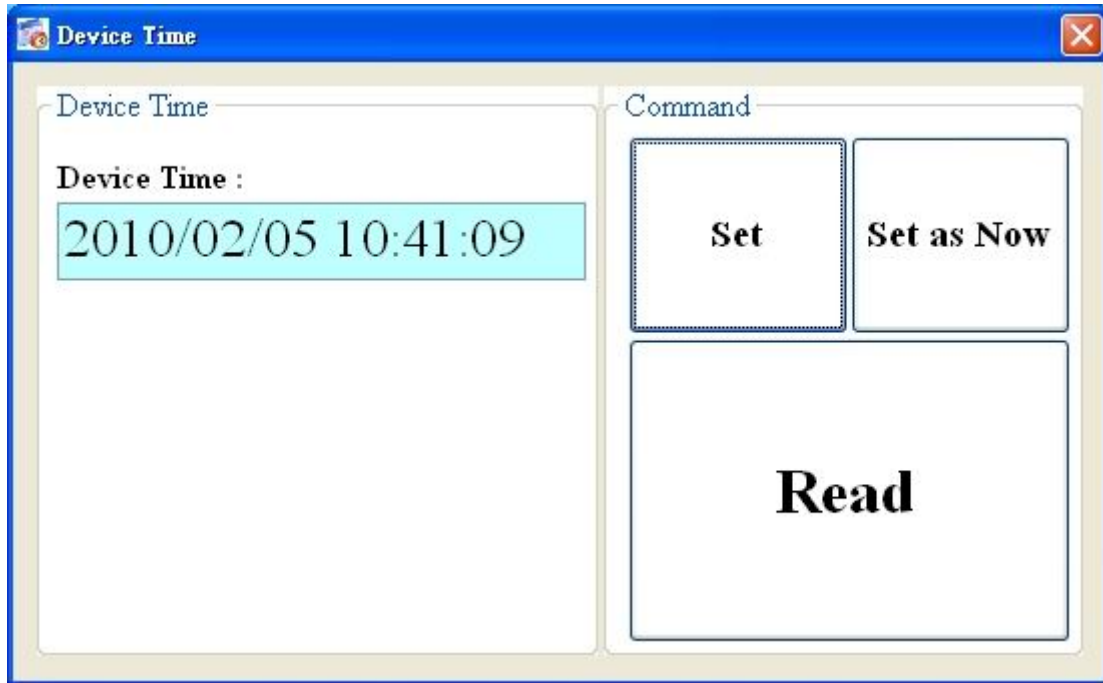 Device Time
Device Time
Device Time :
2010/02/05 10:41:09
Command
Set
Set as Now
Read